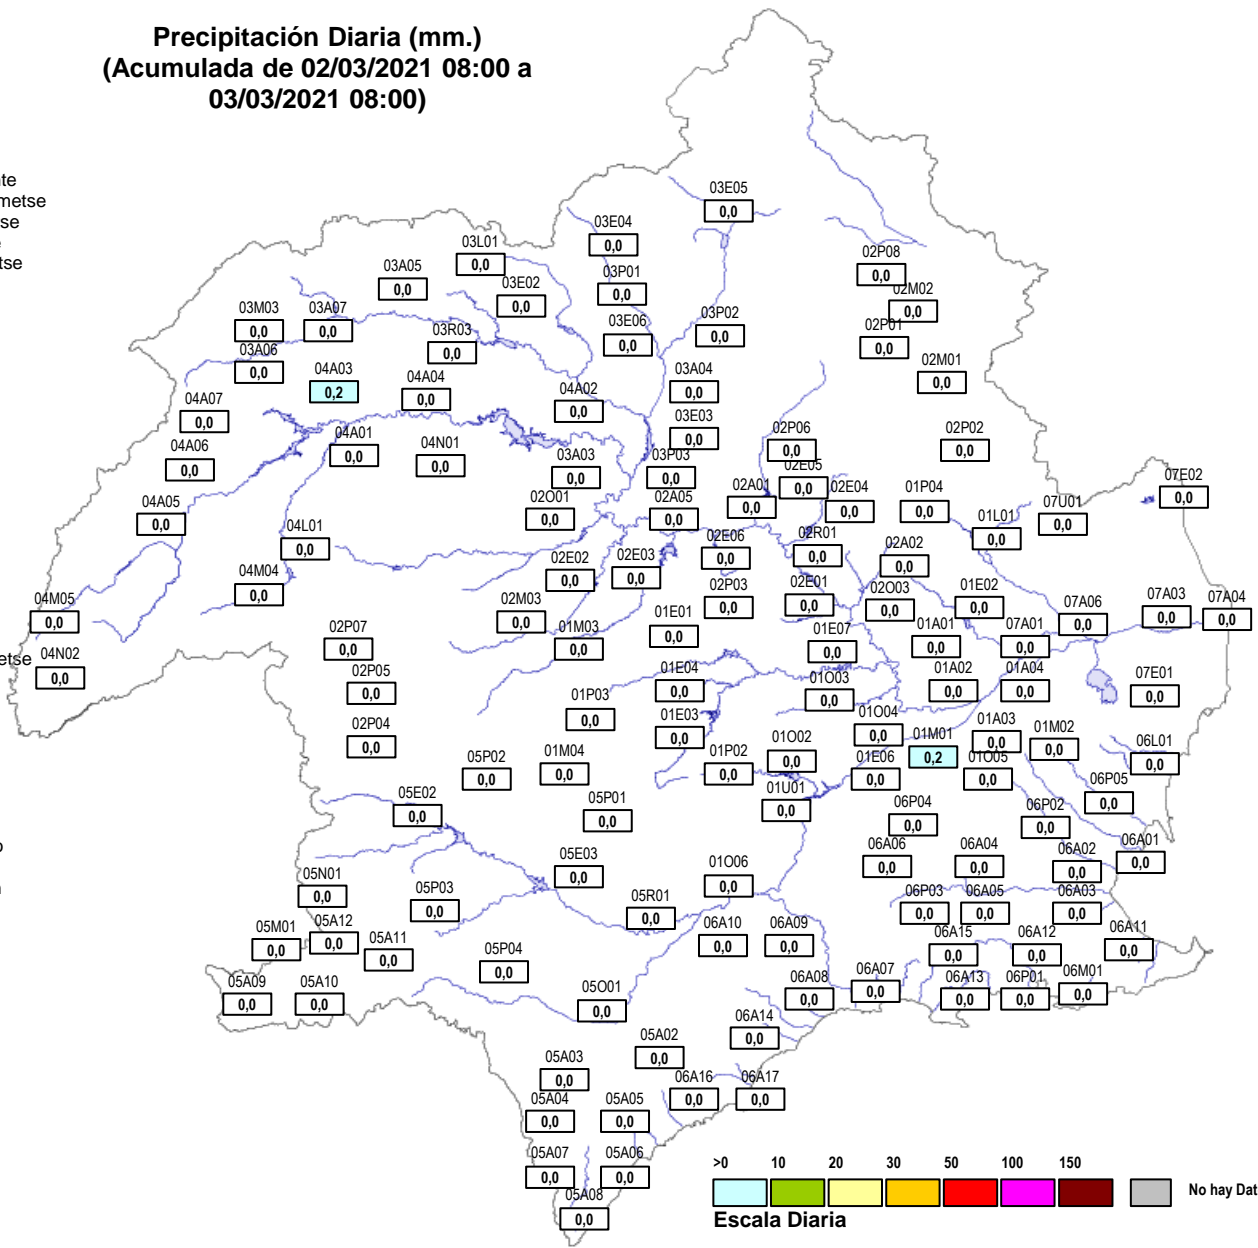 Precipitación Diaria (mm.)
(Acumulada de 02/03/2021 08:00 a
03/03/2021 08:00)
te
metse
se
tse
03E05
0,0
03E04
0,0
03L01
0,0
02P08
0,0
03A05
0,0
03P01
0,0
03E02
0,0
02M02
0,0
03M03
0,0
03A07
0,0
03P02
0,0
03E06
0,0
03R03
0,0
02P01
0,0
03A06
0,0
02M01
0,0
04A03
0,2
04A04
0,0
03A04
0,0
04A02
0,0
04A07
0,0
03E03
0,0
02P06
0,0
02P02
0,0
04A01
0,0
04N01
0,0
04A06
0,0
03A03
0,0
03P03
0,0
02E05
0,0
07E02
0,0
02A01
0,0
02E04
0,0
01P04
0,0
02O01
0,0
02A05
0,0
07U01
0,0
04A05
0,0
01L01
0,0
04L01
0,0
02R01
0,0
02E06
0,0
02A02
0,0
02E02
0,0
02E03
0,0
04M04
0,0
02P03
0,0
02E01
0,0
02O03
0,0
01E02
0,0
07A03
0,0
07A04
0,0
04M05
0,0
02M03
0,0
07A06
0,0
01E01
0,0
02P07
0,0
01M03
0,0
01E07
0,0
01A01
0,0
07A01
0,0
etse
04N02
0,0
02P05
0,0
01E04
0,0
01O03
0,0
01A02
0,0
01A04
0,0
07E01
0,0
01P03
0,0
01E03
0,0
01O04
0,0
02P04
0,0
01M01
0,2
01A03
0,0
01M02
0,0
01O02
0,0
06L01
0,0
05P02
0,0
01M04
0,0
01P02
0,0
01E06
0,0
01O05
0,0
05E02
0,0
05P01
0,0
01U01
0,0
06P05
0,0
06P04
0,0
06P02
0,0
05E03
0,0
01O06
0,0
06A06
0,0
06A04
0,0
06A02
0,0
06A01
0,0
05N01
0,0
05P03
0,0
05R01
0,0
06P03
0,0
06A05
0,0
06A03
0,0
05M01
0,0
05A12
0,0
05A11
0,0
06A10
0,0
06A09
0,0
06A15
0,0
06A12
0,0
06A11
0,0
05P04
0,0
05A09
0,0
05A10
0,0
05O01
0,0
06A08
0,0
06A07
0,0
06A13
0,0
06P01
0,0
06M01
0,0
05A02
0,0
06A14
0,0
05A03
0,0
06A16
0,0
06A17
0,0
05A04
0,0
05A05
0,0
05A07
0,0
05A06
0,0
05A08
0,0
>0 10 20 30 50 100 150
No hay Dat
Escala Diaria